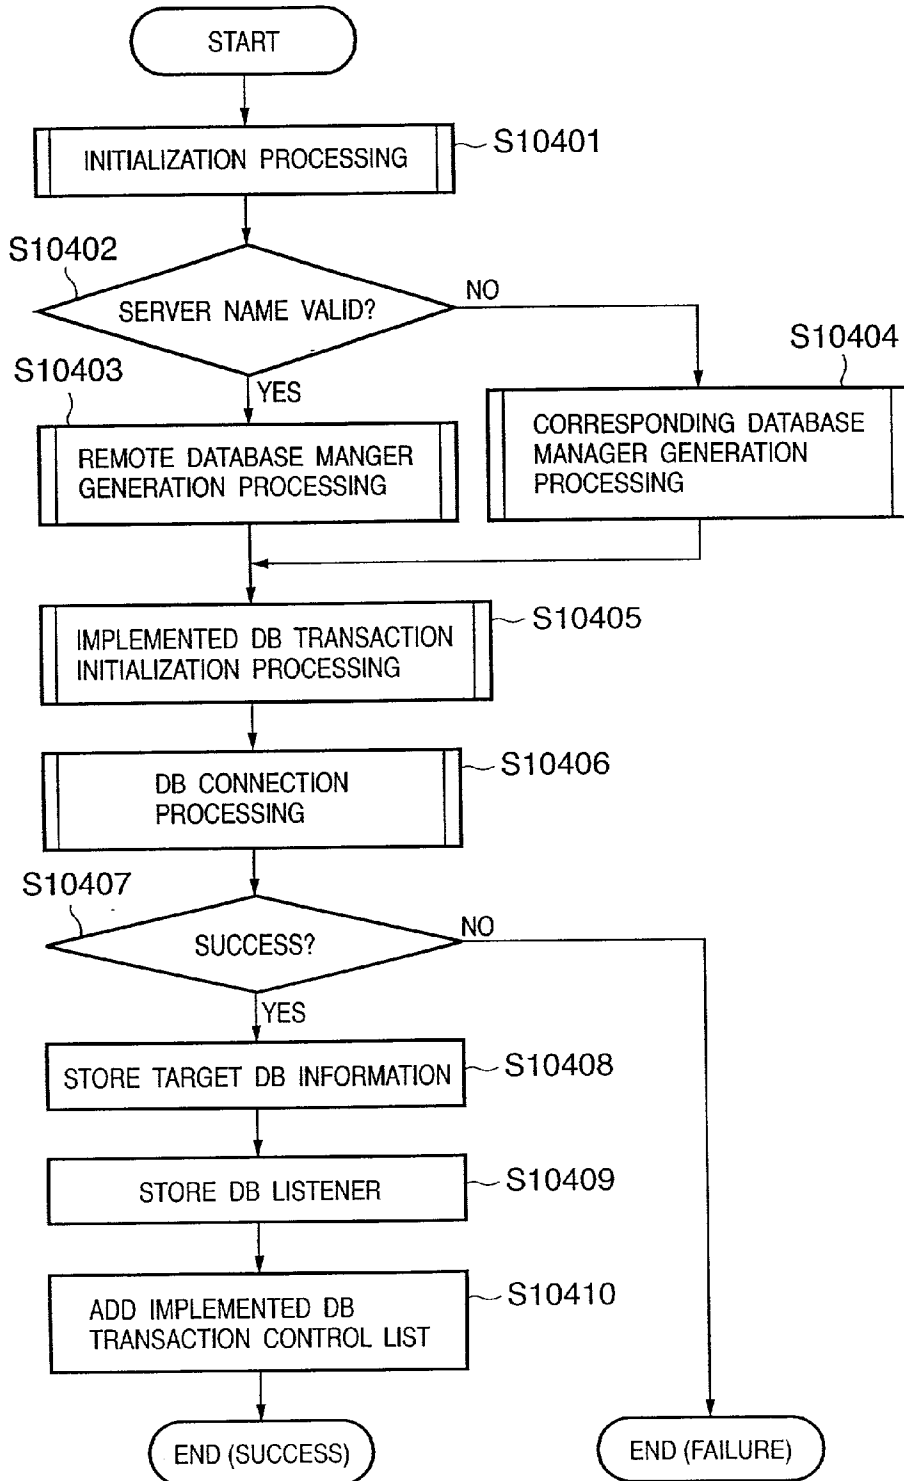 START
INITIALIZATION PROCESSING
S10401
S10402
SERVER NAME VALID?
NO
S10403
YES
S10404
REMOTE DATABASE MANGER
GENERATION PROCESSING
CORRESPONDING DATABASE
MANAGER GENERATION
PROCESSING
IMPLEMENTED DB TRANSACTION
INITIALIZATION PROCESSING
S10405
DB CONNECTION
PROCESSING
S10406
S10407
SUCCESS?
NO
YES
STORE TARGET DB INFORMATION
S10408
STORE DB LISTENER
S10409
ADD IMPLEMENTED DB
TRANSACTION CONTROL LIST
S10410
END (SUCCESS)
END (FAILURE)